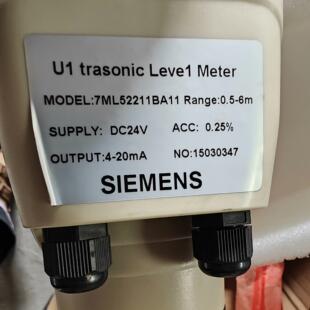 U1 trasonic Leve1 Meter
MODEL:7ML52211BA11 Range:0.5-6m
SUPPLY: DC24V ACC: 0.25%
OUTPUT:4-20mA NO:15030347
SIEMENS